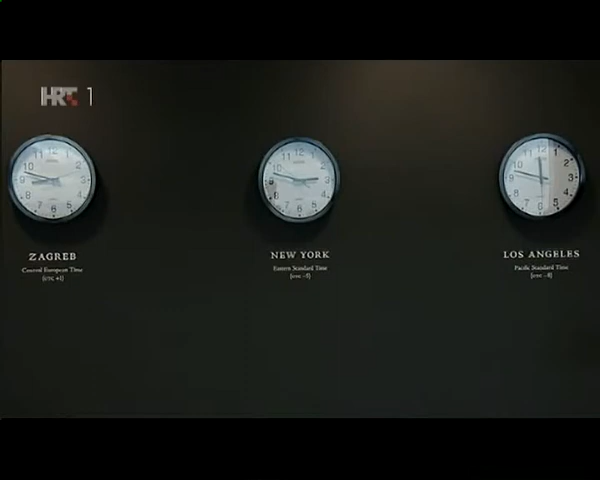 HRT 1
ZAGREB
Central European Time
(UTC +1)
NEW YORK
Eastern Standard Time
(UTC -5)
LOS ANGELES
Pacific Standard Time
(UTC -8)